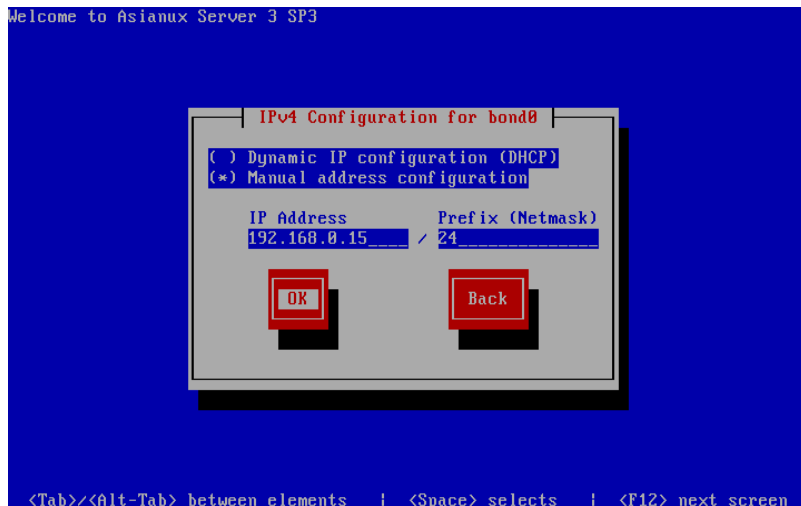 Welcome to Asianux Server 3 SP3
IPv4 Configuration for bond0
( ) Dynamic IP configuration (DHCP)
(*) Manual address configuration
IP Address Prefix (Netmask)
192.168.0.15____ / 24______________
OK Back
<Tab>/<Alt-Tab> between elements | <Space> selects | <F12> next screen